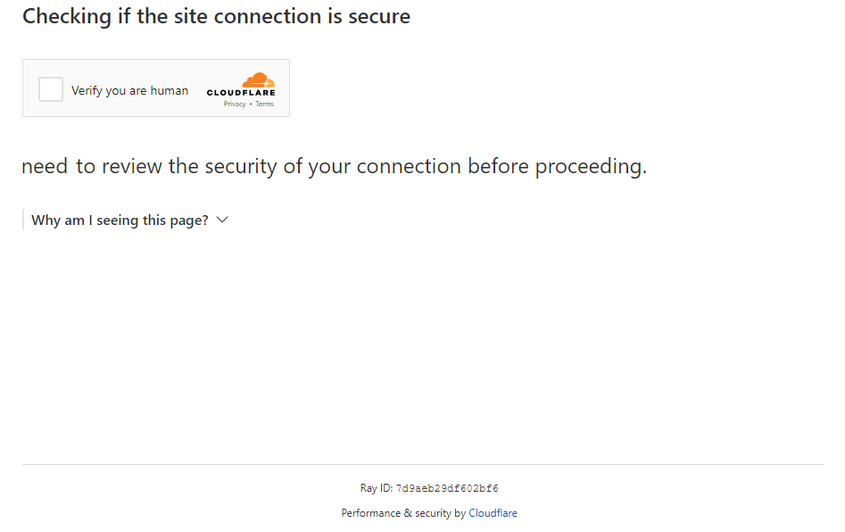 Checking if the site connection is secure
Verify you are human
CLOUDFLARE
Privacy • Terms
need to review the security of your connection before proceeding.
Why am I seeing this page?
Ray ID: 7d9aeb29df602bf6
Performance & security by Cloudflare